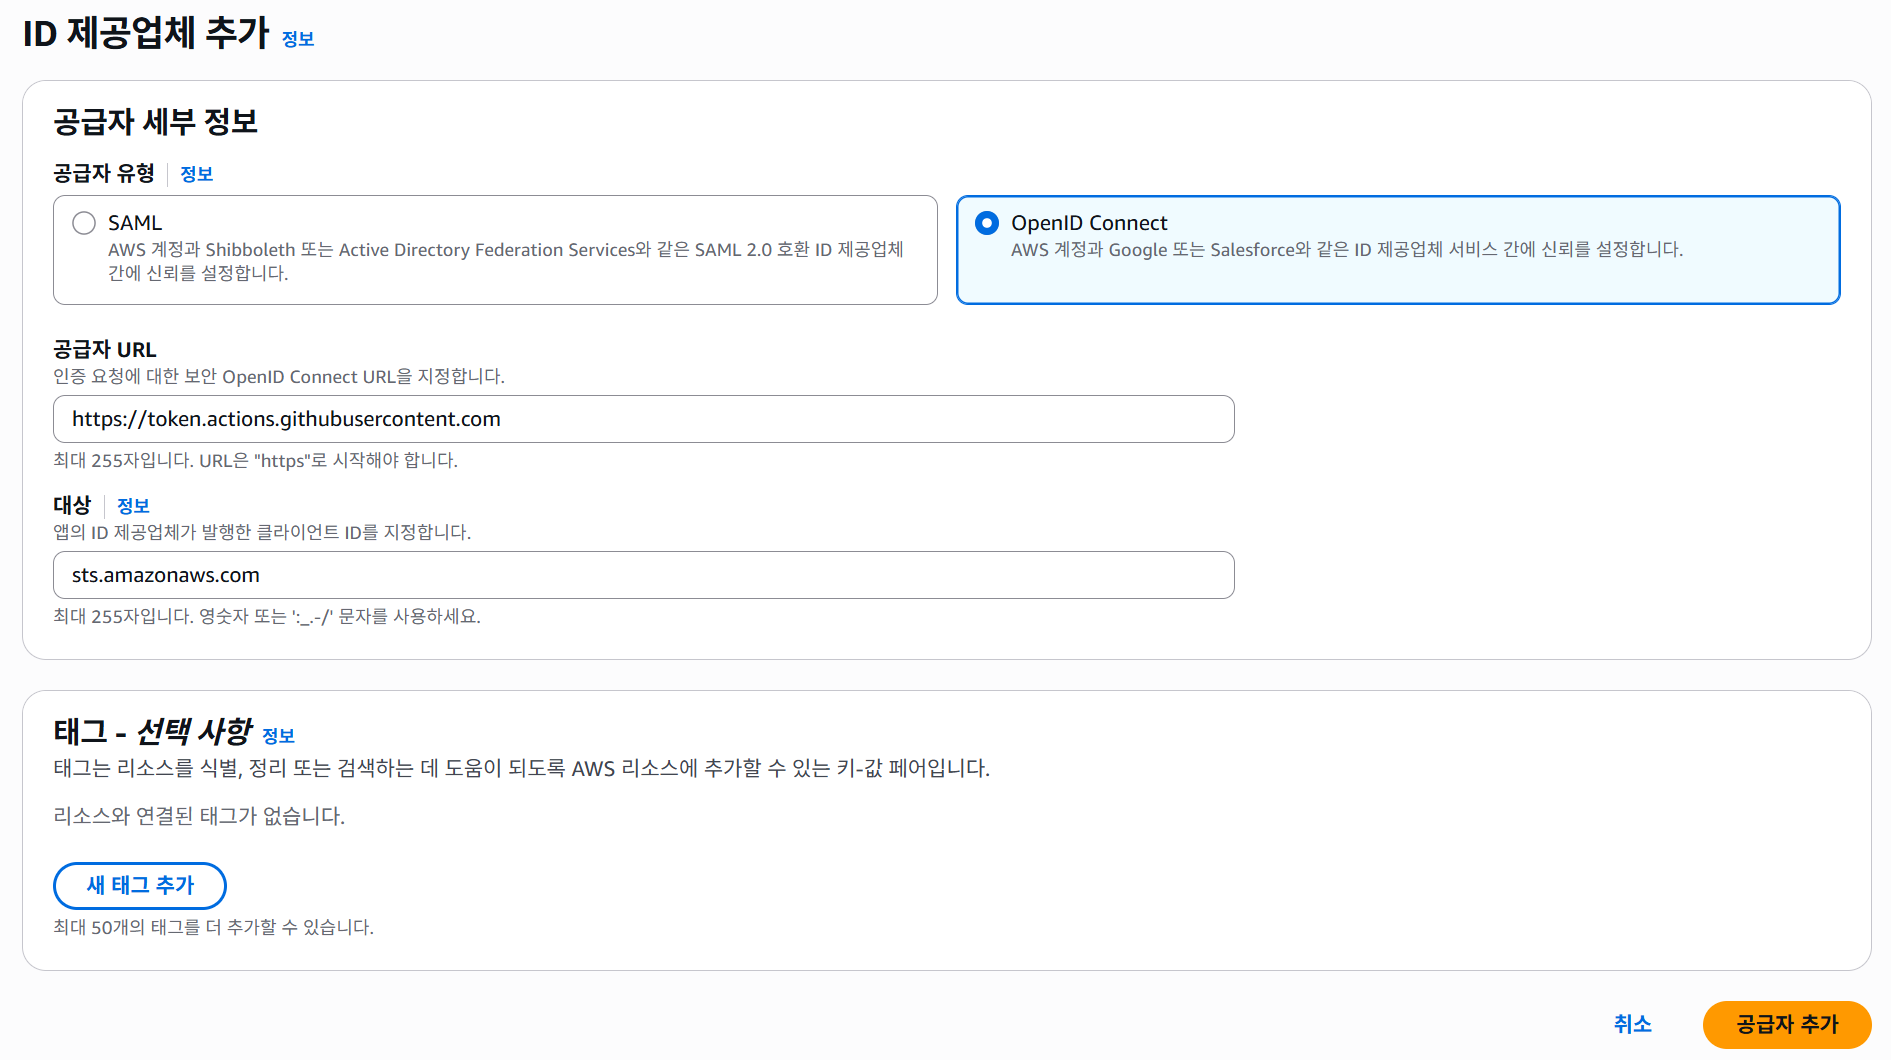 ID 제공업체 추가 정보
공급자 세부 정보
공급자 유형 정보
SAML
AWS 계정과 Shibboleth 또는 Active Directory Federation Services와 같은 SAML 2.0 호환 ID 제공업체
간에 신뢰를 설정합니다.
OpenID Connect
AWS 계정과 Google 또는 Salesforce와 같은 ID 제공업체 서비스 간에 신뢰를 설정합니다.
공급자 URL
인증 요청에 대한 보안 OpenID Connect URL을 지정합니다.
https://token.actions.githubusercontent.com
최대 255자입니다. URL은 "https"로 시작해야 합니다.
대상 정보
앱의 ID 제공업체가 발행한 클라이언트 ID를 지정합니다.
sts.amazonaws.com
최대 255자입니다. 영숫자 또는 ':_.-/' 문자를 사용하세요.
태그 - 선택 사항 정보
태그는 리소스를 식별, 정리 또는 검색하는 데 도움이 되도록 AWS 리소스에 추가할 수 있는 키-값 페어입니다.
리소스와 연결된 태그가 없습니다.
새 태그 추가
최대 50개의 태그를 더 추가할 수 있습니다.
취소 공급자 추가